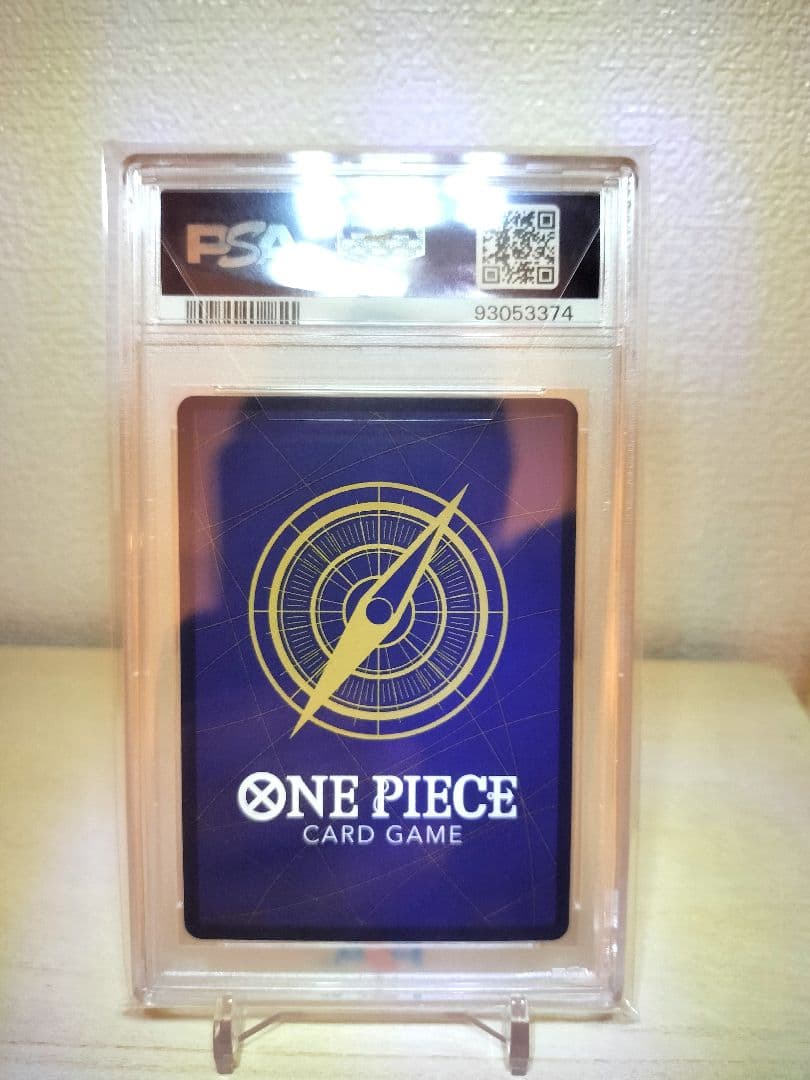 PSA
93053374
ONE PIECE
CARD GAME